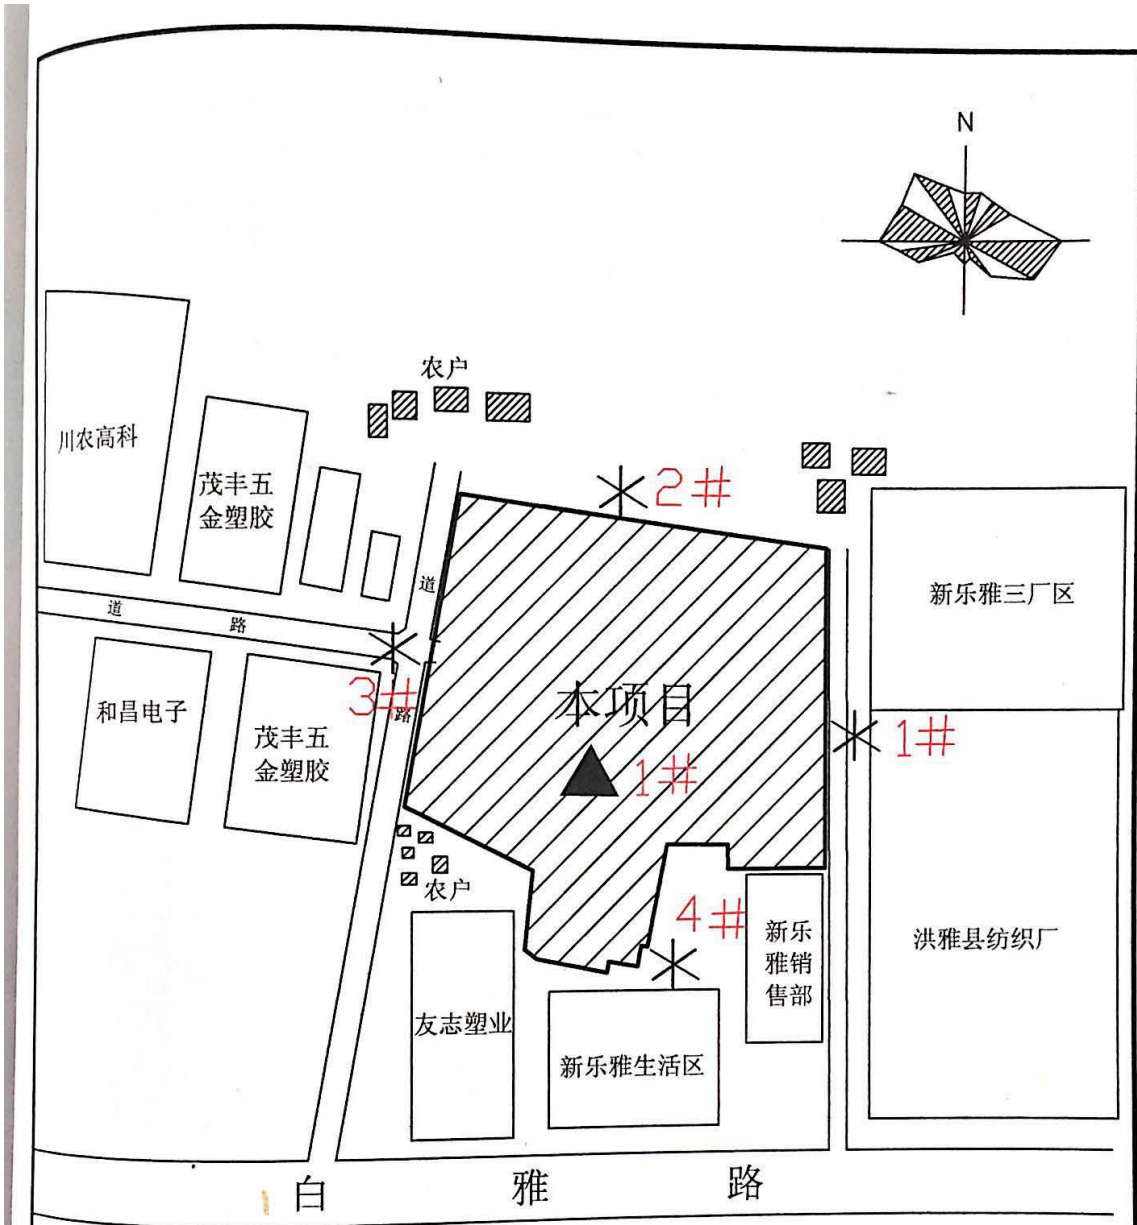 N
农户
川农高科
茂丰五
金塑胶
2#
道
新乐雅三厂区
道
路
3#
路
和昌电子
茂丰五
金塑胶
本项目
1#
1#
农户
4#
新乐
雅销
售部
洪雅县纺织厂
友志塑业
新乐雅生活区
白雅路